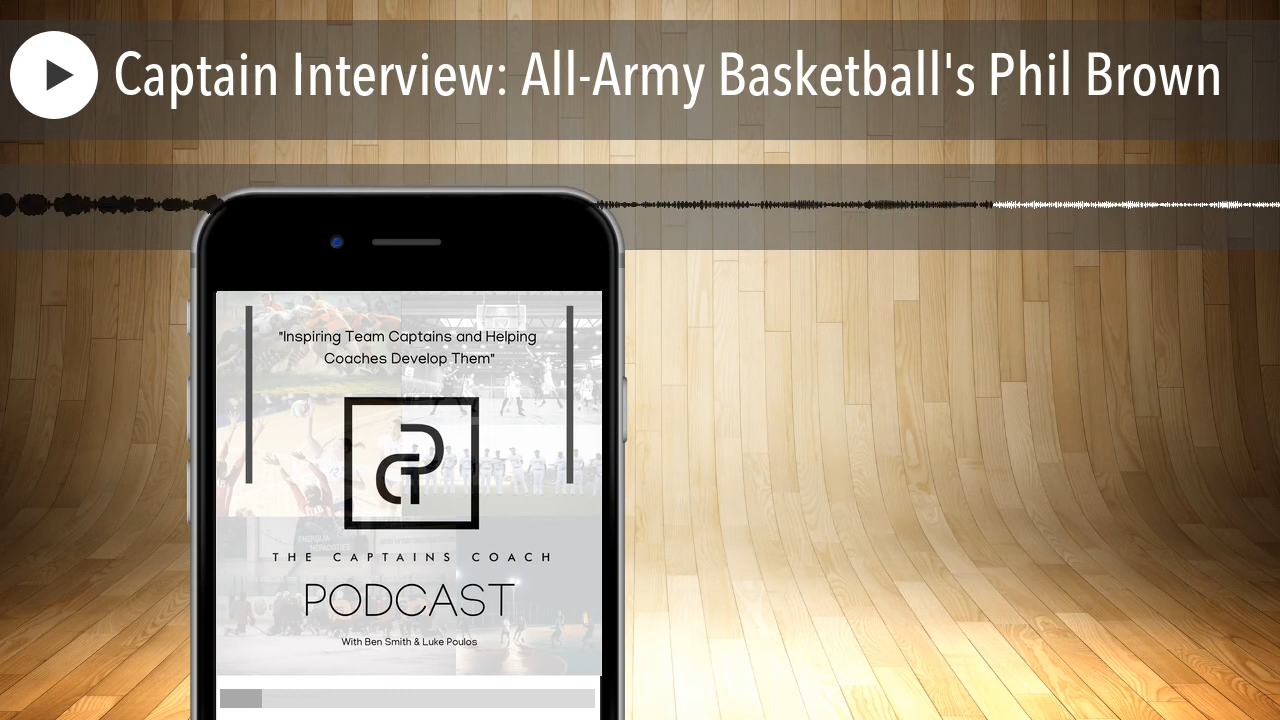 Captain Interview: All-Army Basketball's Phil Brown
"Inspiring Team Captains and Helping
Coaches Develop Them"
THE CAPTAINS COACH
PODCAST
With Ben Smith & Luke Poulos